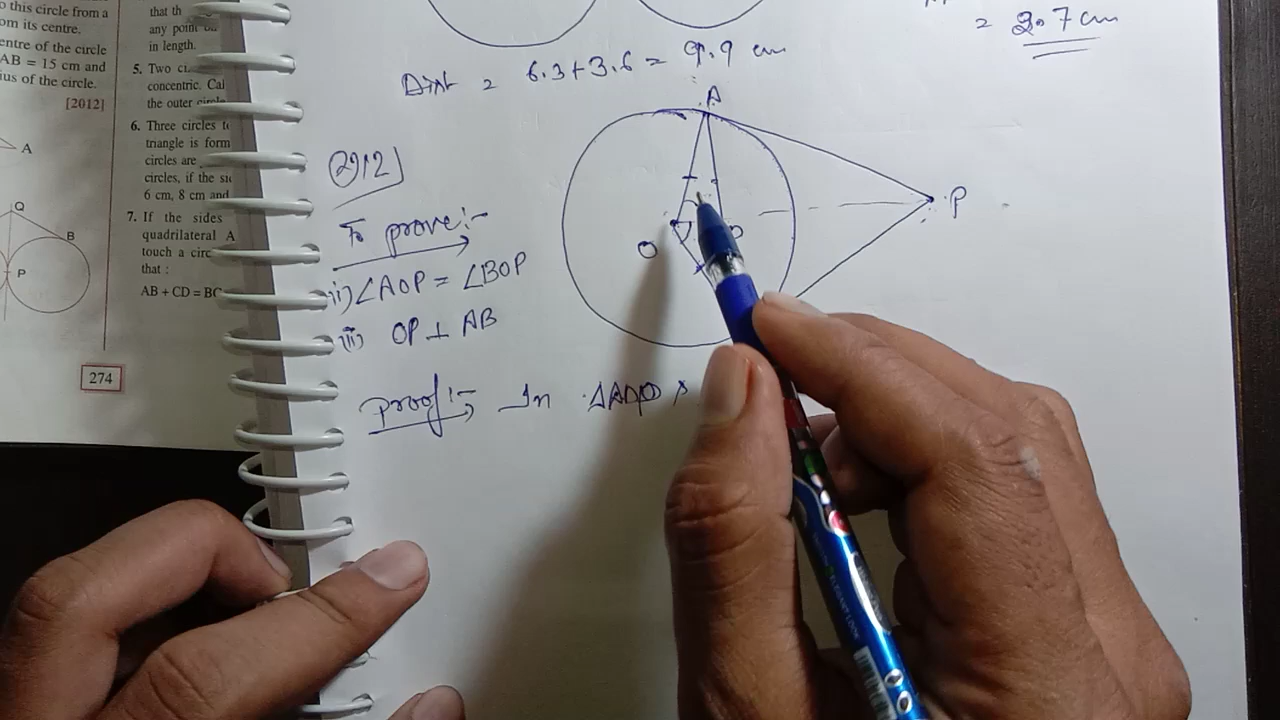 o this circle from a
om its centre.
entre of the circle
AB = 15 cm and
ius of the circle.
[2012]
A
Q
B
P
that th
any point
in length.
5. Two ci
concentric. Cal
the outer circle
6. Three circles t
triangle is form
circles are
circles, if the si
6 cm, 8 cm and
7. If the sides
quadrilateral A
touch a circ
that :
AB + CD = BC
274
= 2.7 cm
Dist = 6.3 + 3.6 = 9.9 cm
A
P
O
To prove:-
(i) ∠AOP = ∠BOP
(ii) OP ⊥ AB
Proof:- In ΔAOP